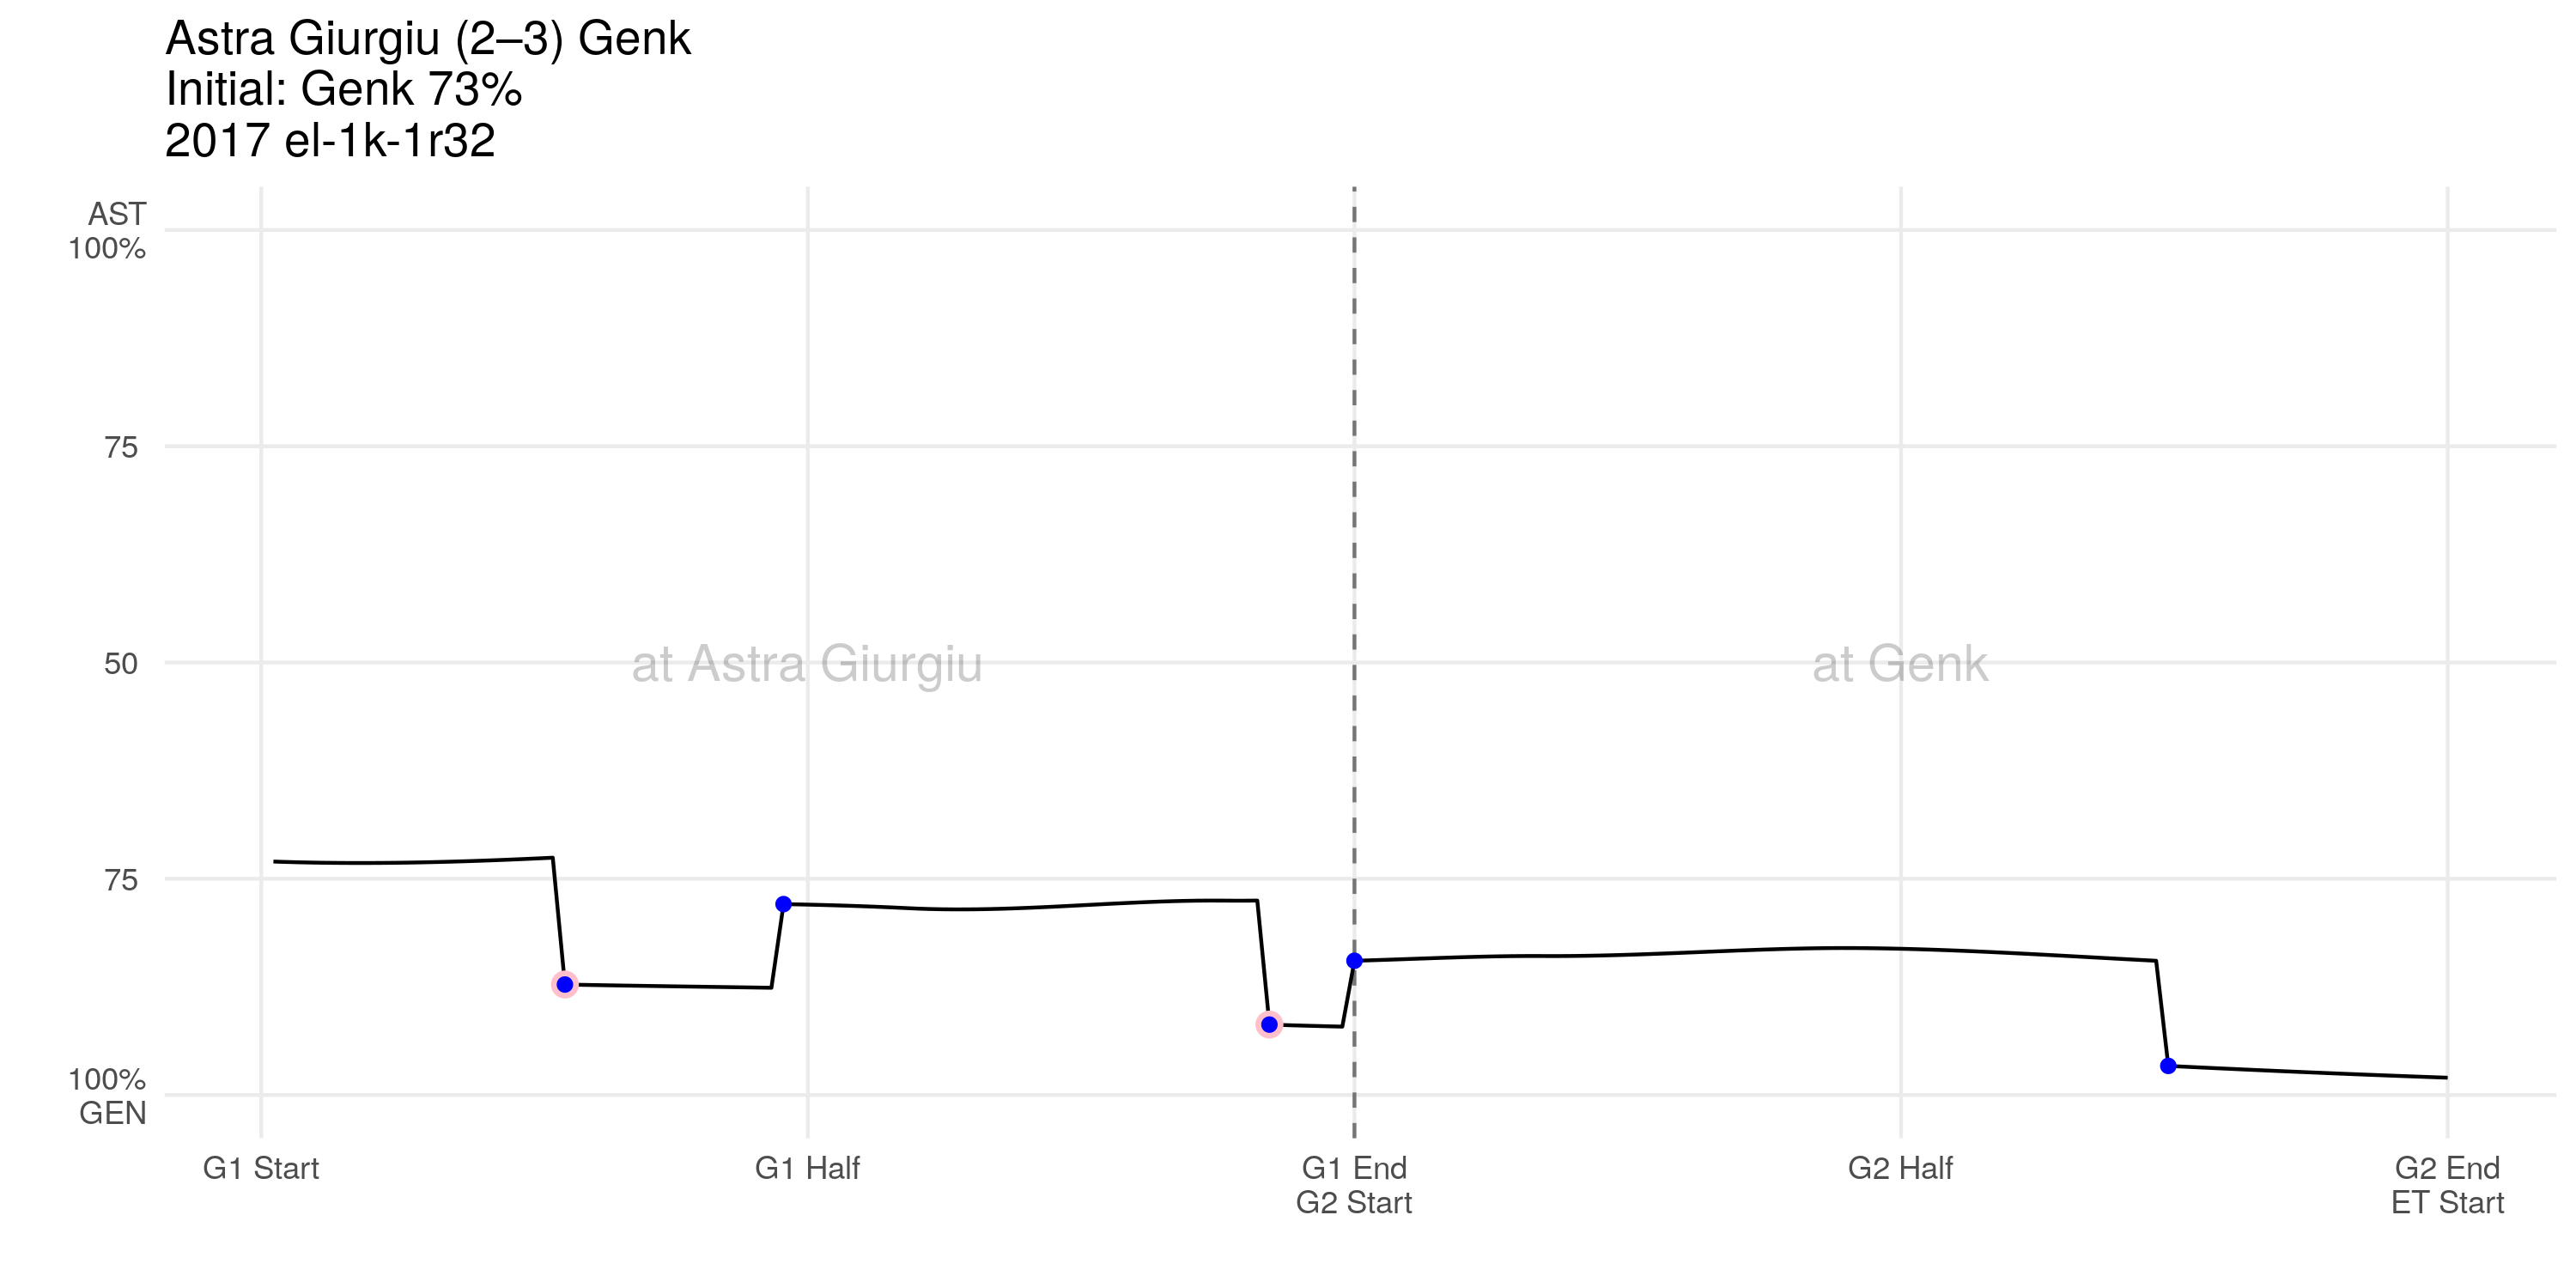 Astra Giurgiu (2–3) Genk
Initial: Genk 73%
2017 el-1k-1r32
AST
100%
75
50
75
100%
GEN
at Astra Giurgiu
at Genk
G1 Start
G1 Half
G1 End
G2 Start
G2 Half
G2 End
ET Start